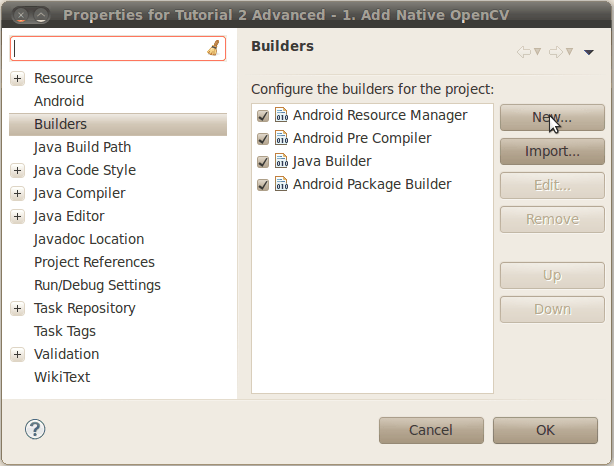 Properties for Tutorial 2 Advanced - 1. Add Native OpenCV
Builders
Resource
Android
Builders
Java Build Path
Java Code Style
Java Compiler
Java Editor
Javadoc Location
Project References
Run/Debug Settings
Task Repository
Task Tags
Validation
WikiText
Configure the builders for the project:
Android Resource Manager
Android Pre Compiler
Java Builder
Android Package Builder
New...
Import...
Edit...
Remove
Up
Down
Cancel
OK